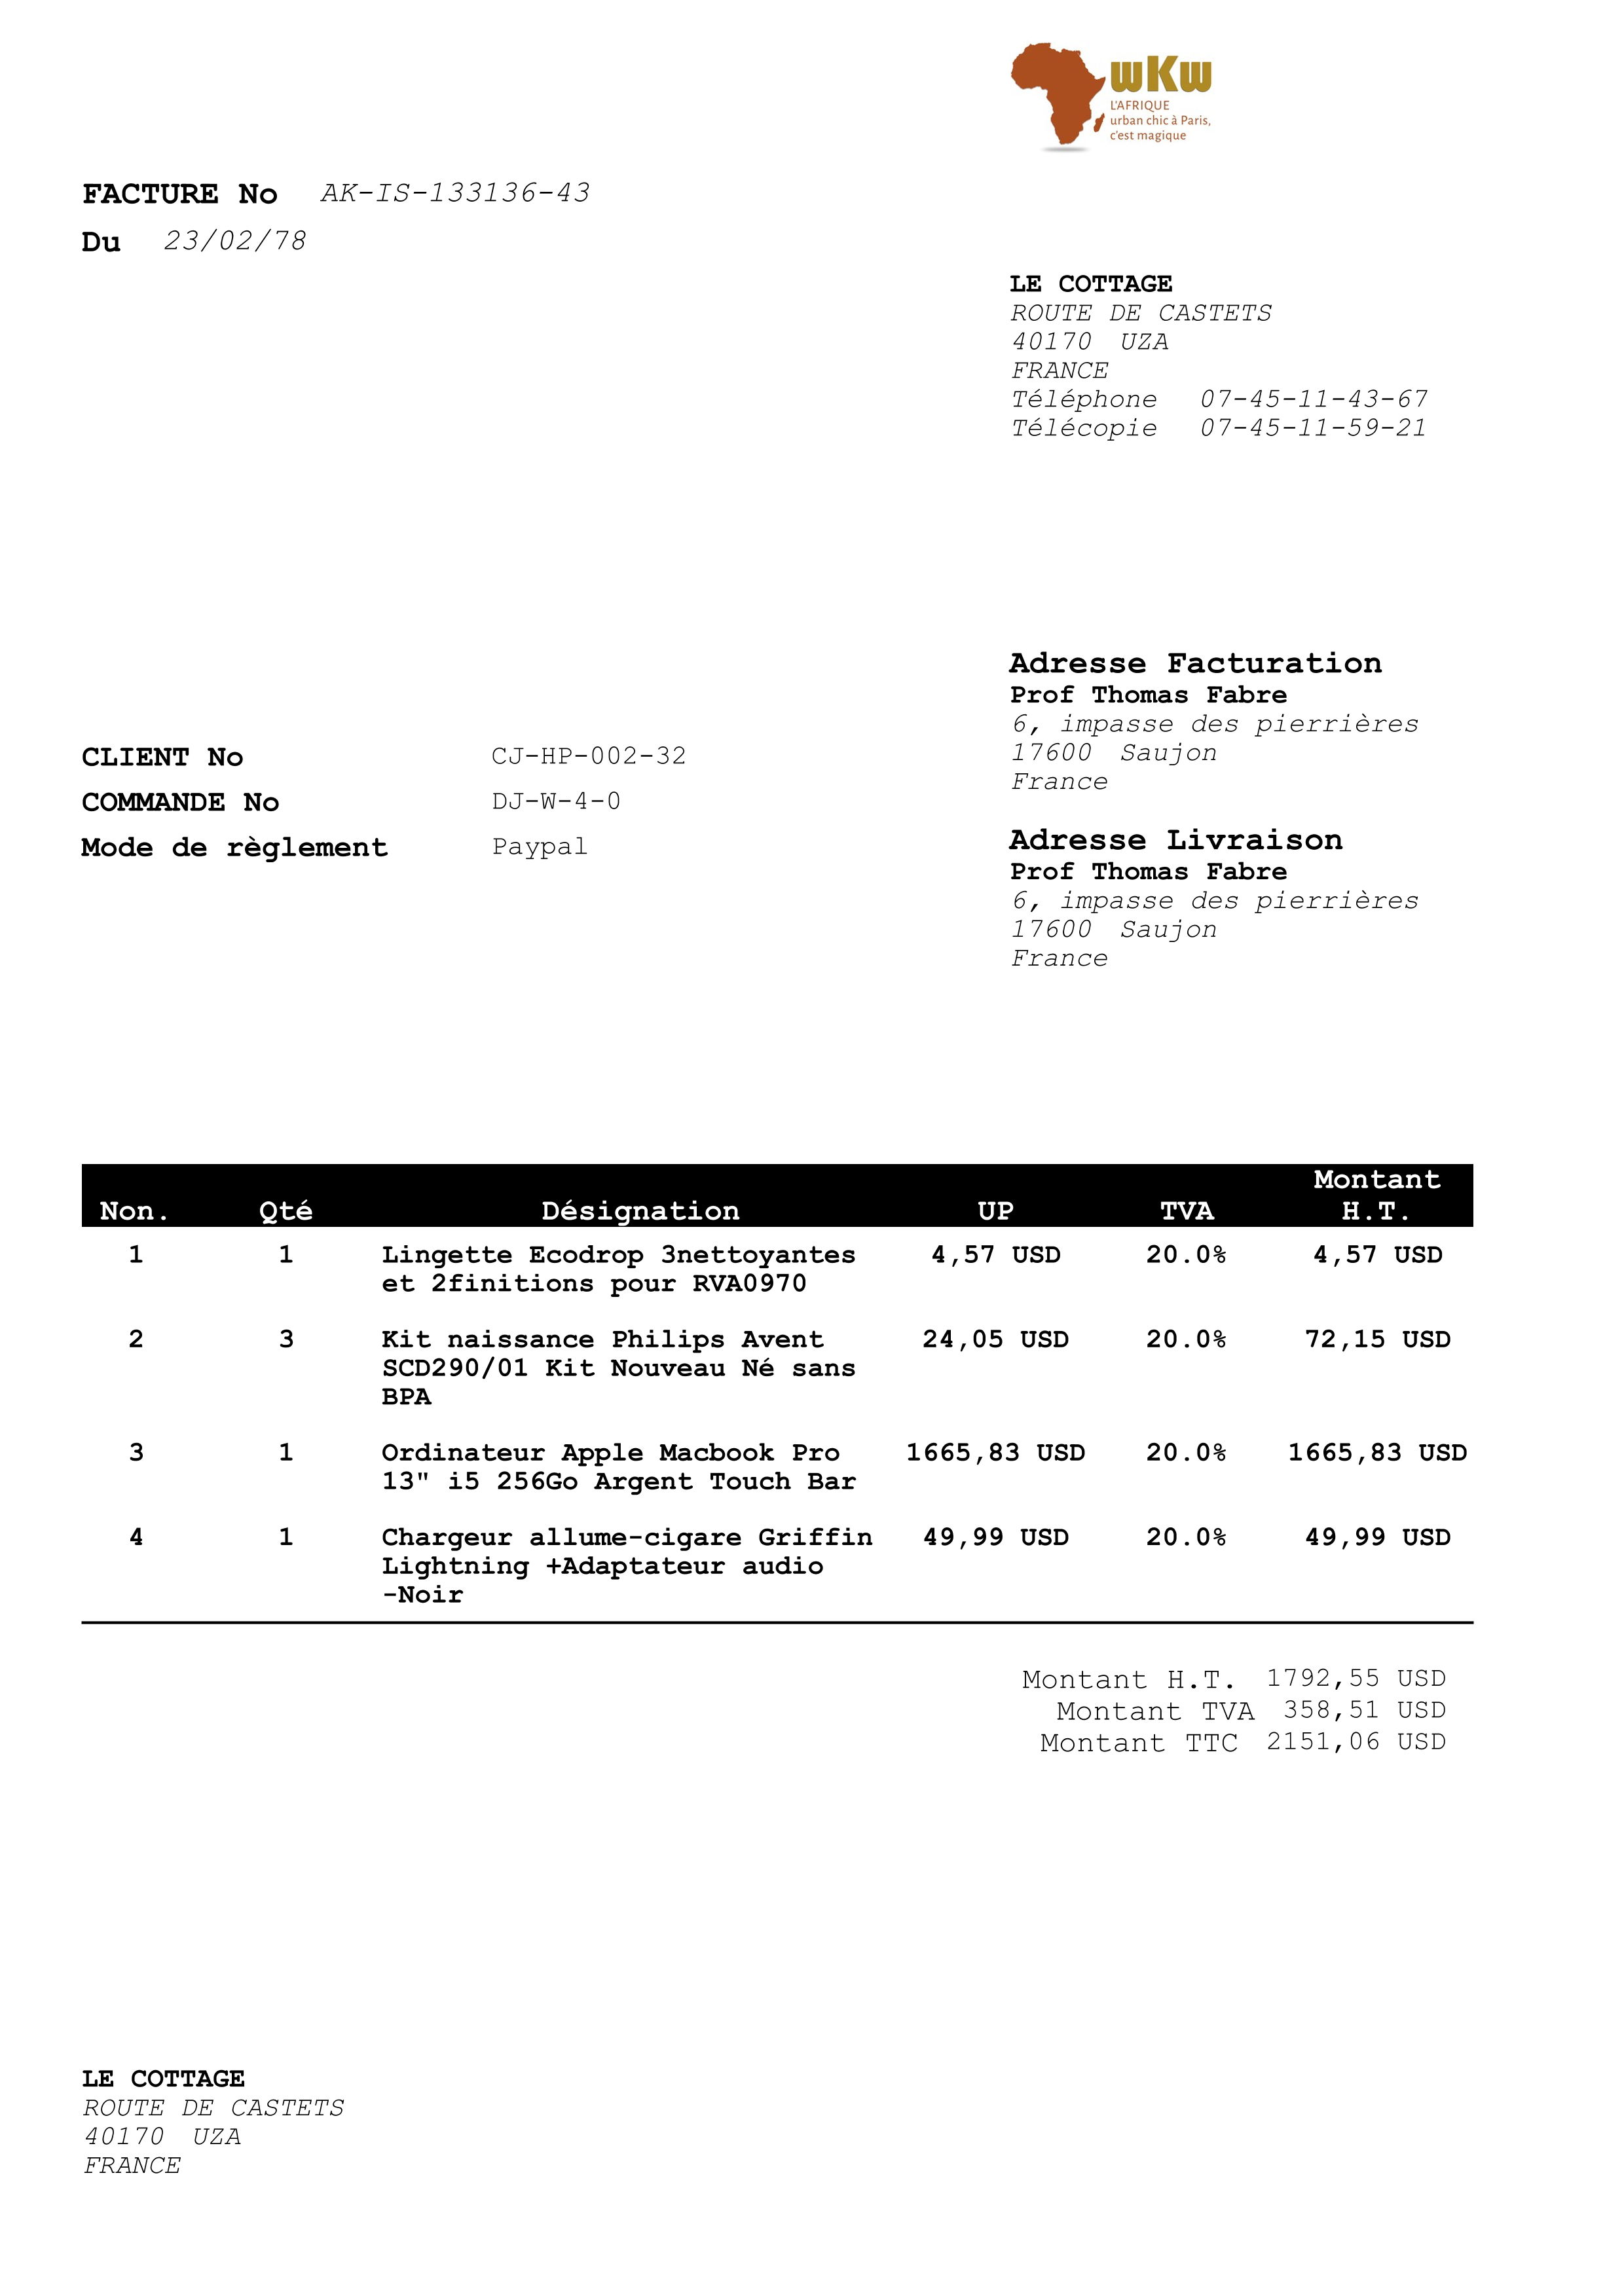 wKw
L'AFRIQUE
urban chic à Paris,
c'est magique
FACTURE No AK-IS-133136-43
Du 23/02/78
LE COTTAGE
ROUTE DE CASTETS
40170 UZA
FRANCE
Téléphone 07-45-11-43-67
Télécopie 07-45-11-59-21
Adresse Facturation
Prof Thomas Fabre
6, impasse des pierrières
17600 Saujon
France
CLIENT No CJ-HP-002-32
COMMANDE No DJ-W-4-0
Mode de règlement Paypal
Adresse Livraison
Prof Thomas Fabre
6, impasse des pierrières
17600 Saujon
France
Montant
Non. Qté Désignation UP TVA H.T.
1 1 Lingette Ecodrop 3nettoyantes 4,57 USD 20.0% 4,57 USD
et 2finitions pour RVA0970
2 3 Kit naissance Philips Avent 24,05 USD 20.0% 72,15 USD
SCD290/01 Kit Nouveau Né sans
BPA
3 1 Ordinateur Apple Macbook Pro 1665,83 USD 20.0% 1665,83 USD
13" i5 256Go Argent Touch Bar
4 1 Chargeur allume-cigare Griffin 49,99 USD 20.0% 49,99 USD
Lightning +Adaptateur audio
-Noir
Montant H.T. 1792,55 USD
Montant TVA 358,51 USD
Montant TTC 2151,06 USD
LE COTTAGE
ROUTE DE CASTETS
40170 UZA
FRANCE